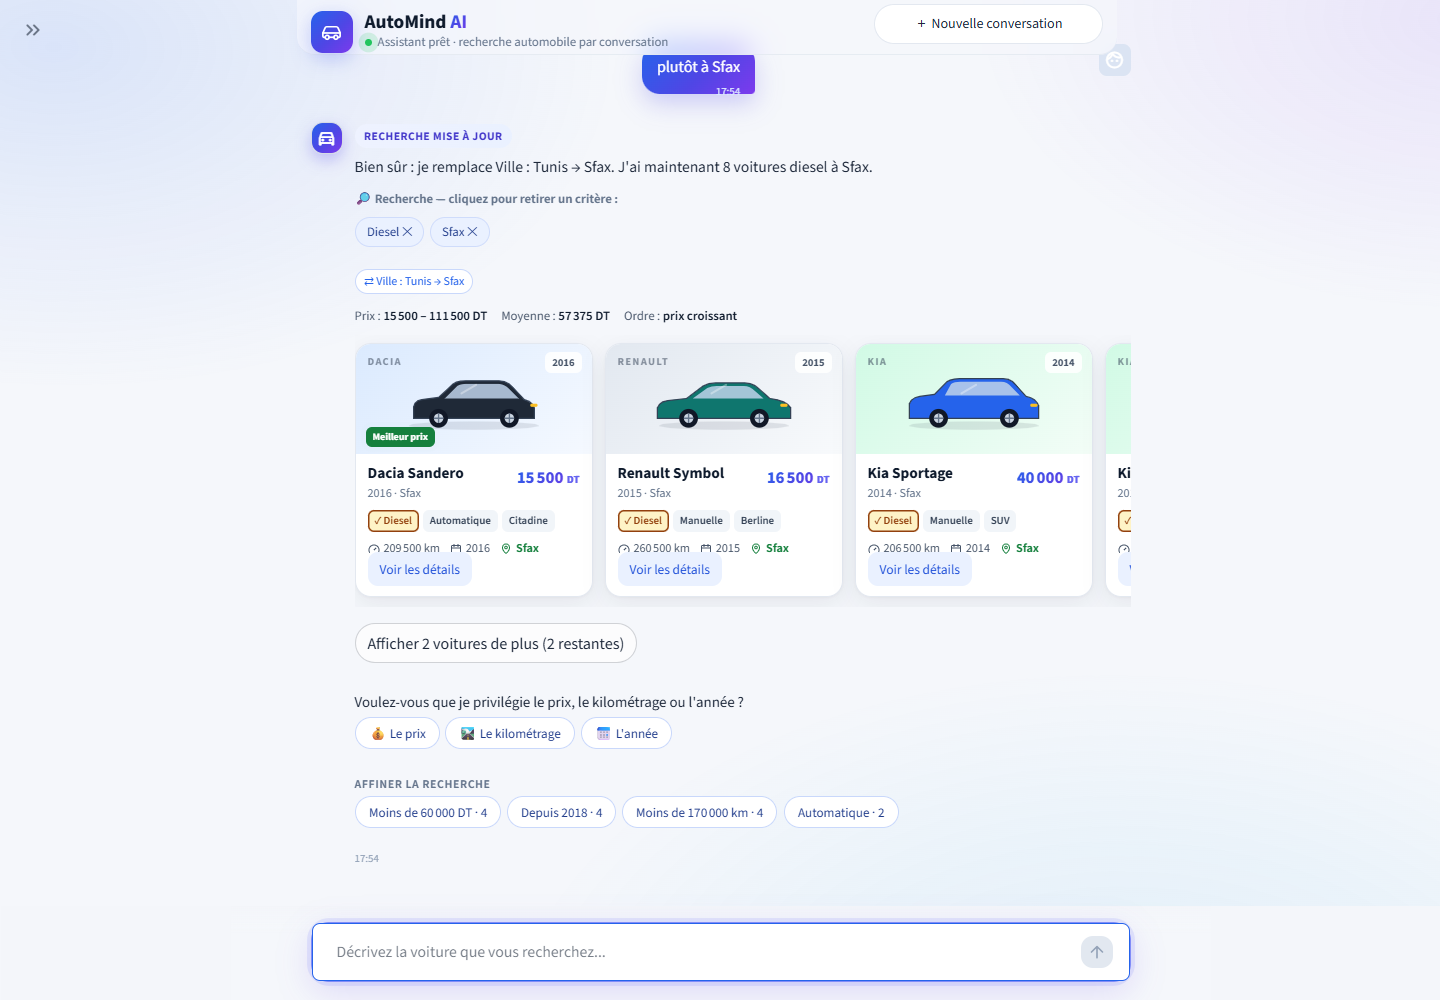 AutoMind AI
Assistant prêt · recherche automobile par conversation
+ Nouvelle conversation
plutôt à Sfax
17:54
RECHERCHE MISE À JOUR
Bien sûr : je remplace Ville : Tunis → Sfax. J'ai maintenant 8 voitures diesel à Sfax.
🔎 Recherche — cliquez pour retirer un critère :
Diesel ✕ Sfax ✕
⇄ Ville : Tunis → Sfax
Prix : 15 500 – 111 500 DT Moyenne : 57 375 DT Ordre : prix croissant
DACIA 2016
Meilleur prix
Dacia Sandero 15 500 DT
2016 · Sfax
✓ Diesel Automatique Citadine
209 500 km 2016 Sfax
Voir les détails
RENAULT 2015
Renault Symbol 16 500 DT
2015 · Sfax
✓ Diesel Manuelle Berline
260 500 km 2015 Sfax
Voir les détails
KIA 2014
Kia Sportage 40 000 DT
2014 · Sfax
✓ Diesel Manuelle SUV
206 500 km 2014 Sfax
Voir les détails
Afficher 2 voitures de plus (2 restantes)
Voulez-vous que je privilégie le prix, le kilométrage ou l'année ?
Le prix Le kilométrage L'année
AFFINER LA RECHERCHE
Moins de 60 000 DT · 4 Depuis 2018 · 4 Moins de 170 000 km · 4 Automatique · 2
17:54
Décrivez la voiture que vous recherchez...